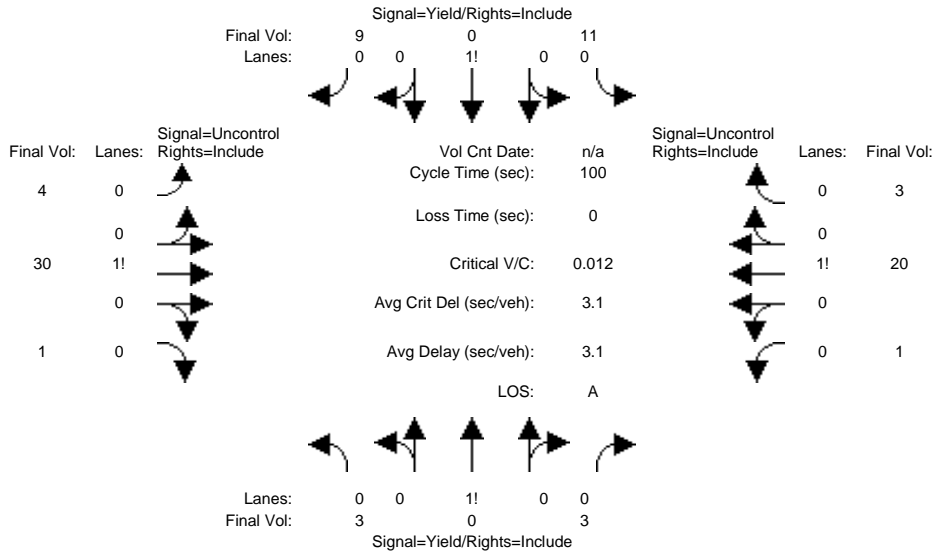 Signal=Yield/Rights=Include
Final Vol: 9 0 11
Lanes: 0 0 1! 0 0
Signal=Uncontrol Signal=Uncontrol
Final Vol: Lanes: Rights=Include Vol Cnt Date: n/a Rights=Include Lanes: Final Vol:
Cycle Time (sec): 100
4 0 0 3
Loss Time (sec): 0
0 0
30 1! Critical V/C: 0.012 1! 20
0 Avg Crit Del (sec/veh): 3.1 0
1 0 Avg Delay (sec/veh): 3.1 0 1
LOS: A
Lanes: 0 0 1! 0 0
Final Vol: 3 0 3
Signal=Yield/Rights=Include